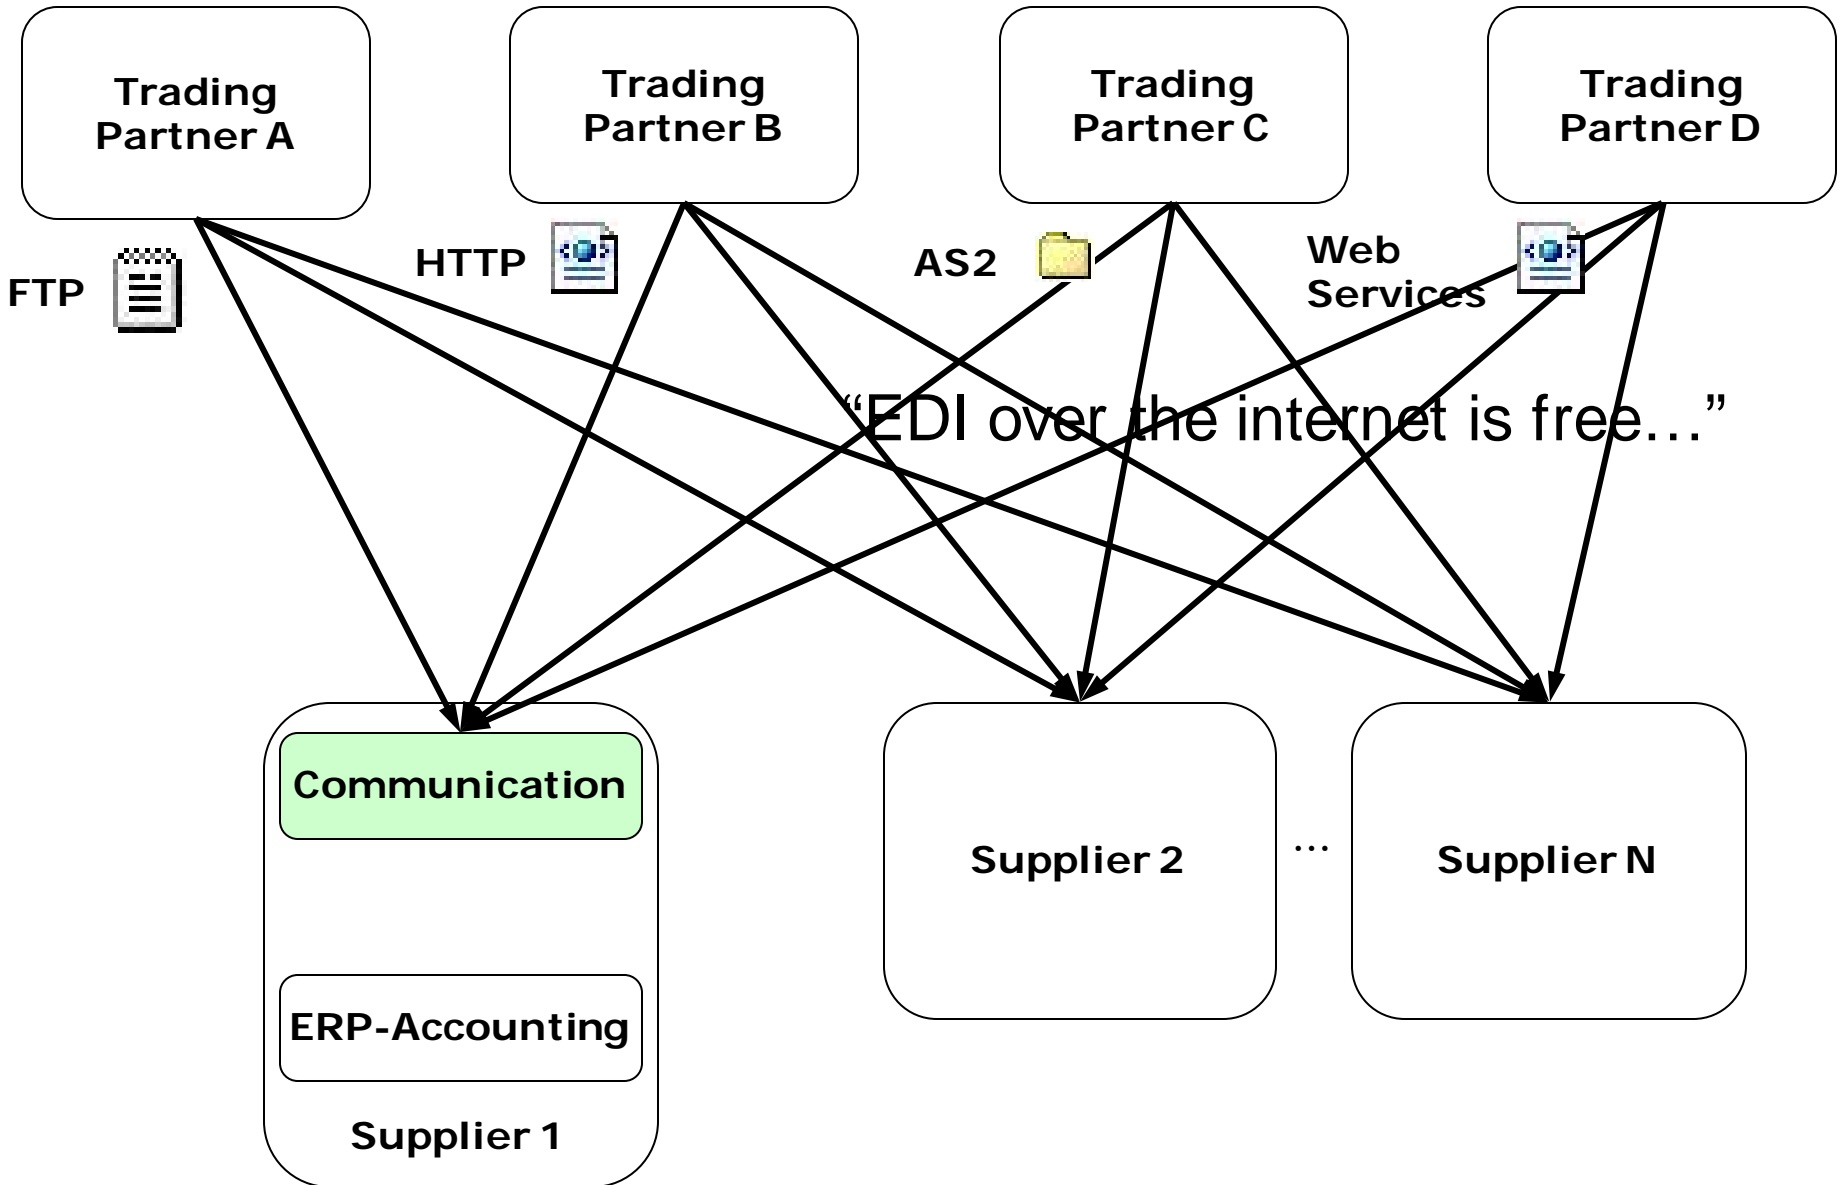 Trading
Partner A
Trading
Partner B
Trading
Partner C
Trading
Partner D
FTP
HTTP
AS2
Web
Services
“EDI over the internet is free…”
Communication
ERP-Accounting
Supplier 1
Supplier 2
…
Supplier N